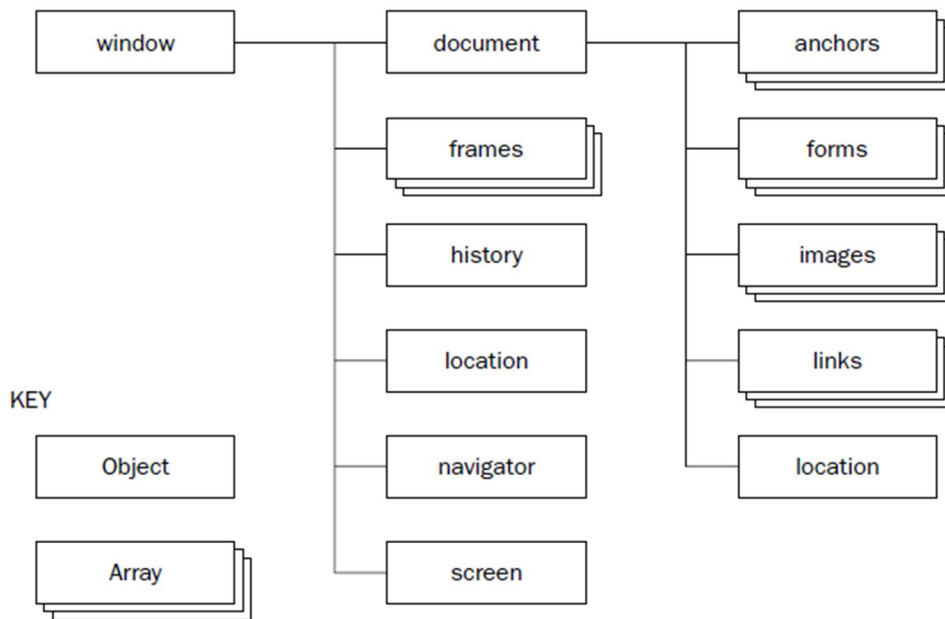 window
document
anchors
frames
forms
history
images
location
links
KEY
Object
navigator
location
Array
screen